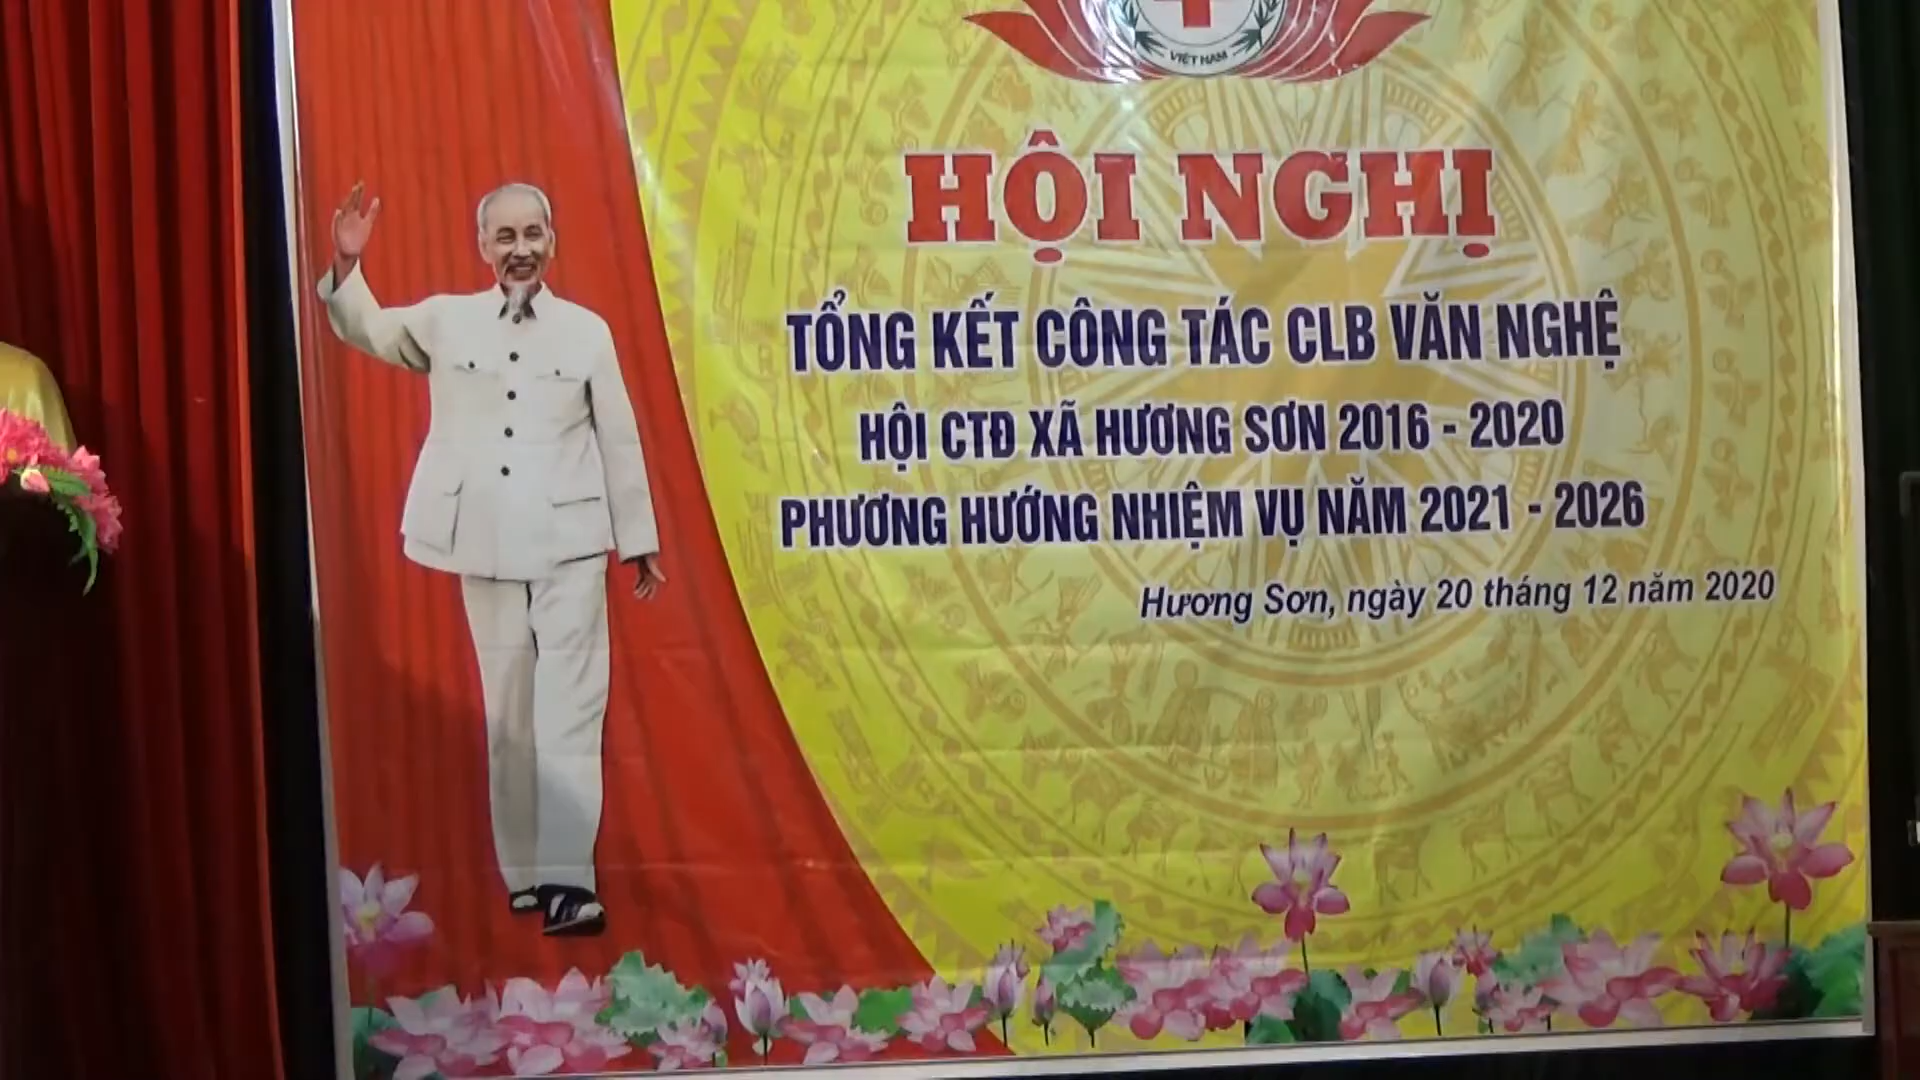 VIỆT NAM
HỘI NGHỊ
TỔNG KẾT CÔNG TÁC CLB VĂN NGHỆ
HỘI CTĐ XÃ HƯƠNG SƠN 2016 - 2020
PHƯƠNG HƯỚNG NHIỆM VỤ NĂM 2021 - 2026
Hương Sơn, ngày 20 tháng 12 năm 2020